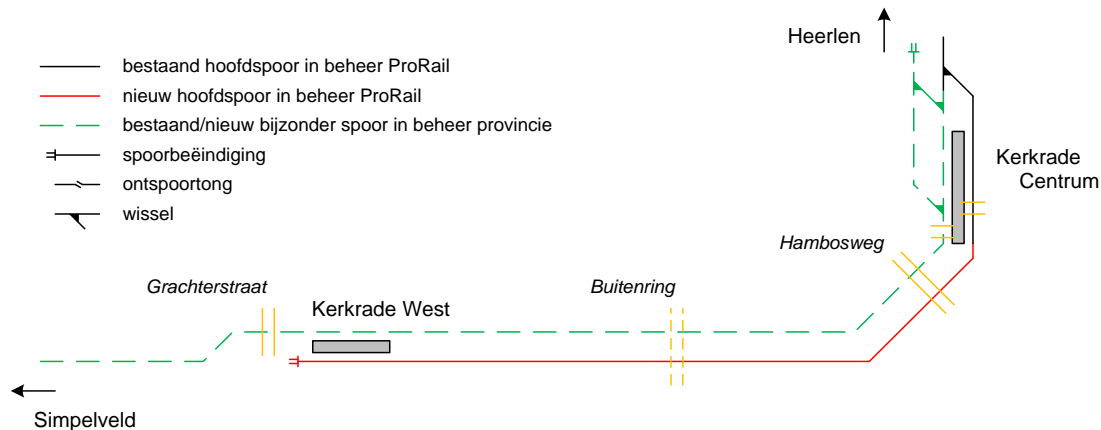 Heerlen
bestaand hoofdspoor in beheer ProRail
nieuw hoofdspoor in beheer ProRail
bestaand/nieuw bijzonder spoor in beheer provincie
spoorbeëindiging
ontspoortong
wissel
Kerkrade
Centrum
Hambosweg
Grachterstraat
Buitenring
Kerkrade West
Simpelveld